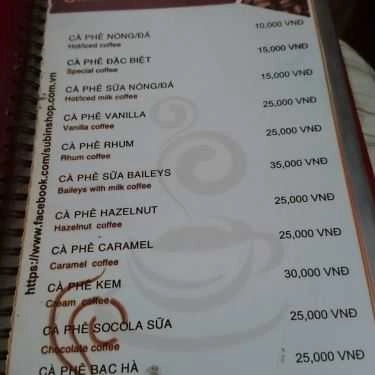 CÀ PHÊ NÓNG/ĐÁ 10,000 VNĐ
Hot/Iced coffee
CÀ PHÊ ĐẶC BIỆT 15,000 VNĐ
Special coffee
CÀ PHÊ SỮA NÓNG/ĐÁ 15,000 VNĐ
Hot/Iced milk coffee
CÀ PHÊ VANILLA 25,000 VNĐ
Vanilla coffee
CÀ PHÊ RHUM 25,000 VNĐ
Rhum coffee
CÀ PHÊ SỮA BAILEYS 35,000 VNĐ
Baileys with milk coffee
CÀ PHÊ HAZELNUT 25,000 VNĐ
Hazelnut coffee
CÀ PHÊ CARAMEL 25,000 VNĐ
Caramel coffee
CÀ PHÊ KEM 30,000 VNĐ
Cream coffee
CÀ PHÊ SOCOLA SỮA 25,000 VNĐ
Chocolate coffee
CÀ PHÊ BẠC HÀ 25,000 VNĐ
https://www.facebook.com/subinshop.com.vn